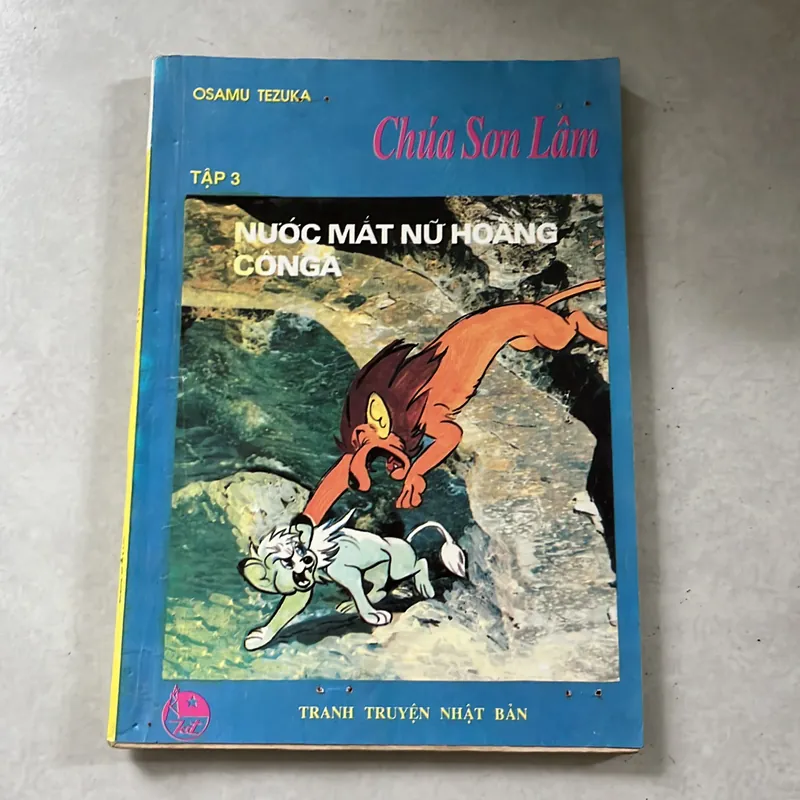 OSAMU TEZUKA
Chúa Sơn Lâm
TẬP 3
NƯỚC MẮT NỮ HOÀNG
CÔNGA
TRANH TRUYỆN NHẬT BẢN